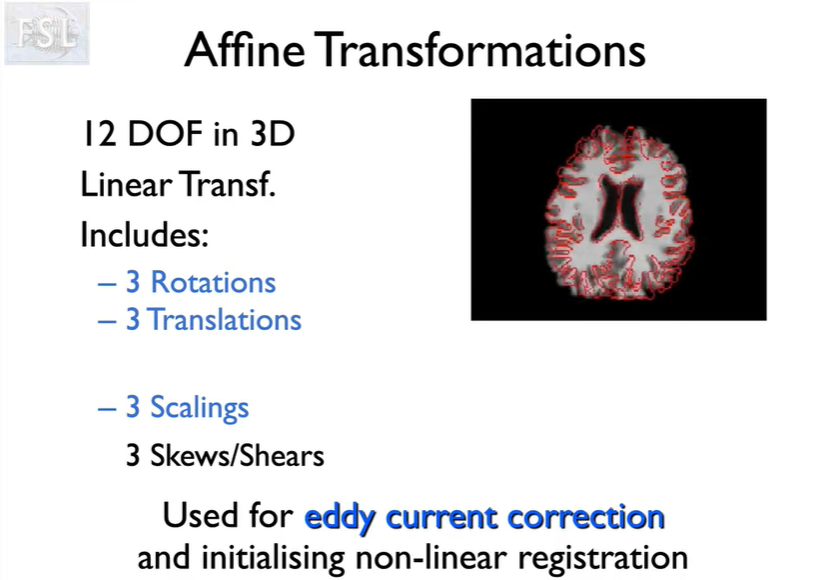 FSL
Affine Transformations
12 DOF in 3D
Linear Transf.
Includes:
– 3 Rotations
– 3 Translations
– 3 Scalings
3 Skews/Shears
Used for eddy current correction
and initialising non-linear registration